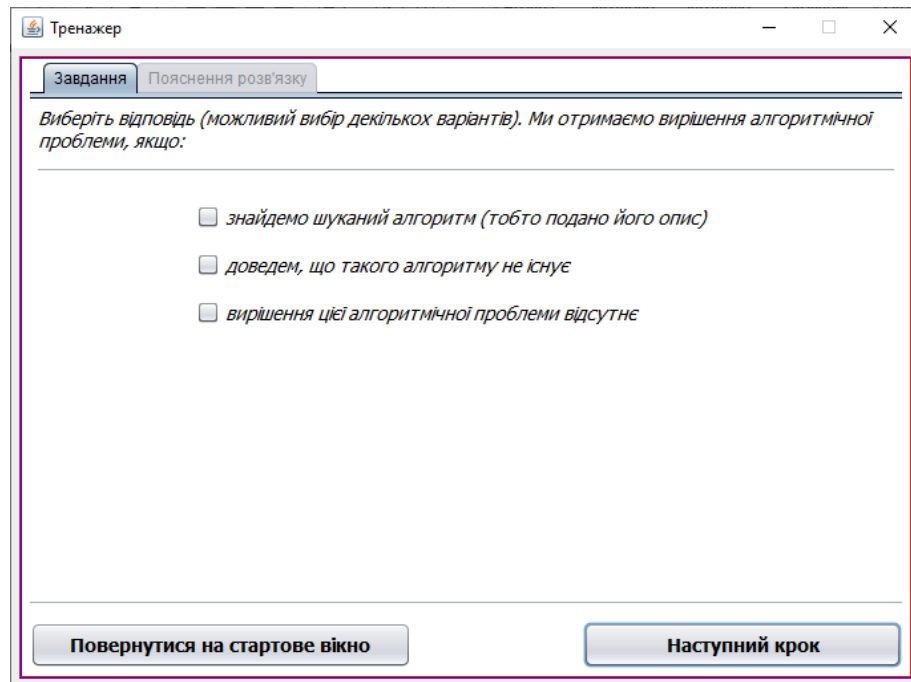 Тренажер
Завдання Пояснення розв'язку
Виберіть відповідь (можливий вибір декількох варіантів). Ми отримаємо вирішення алгоритмічної
проблеми, якщо:
знайдемо шуканий алгоритм (тобто подано його опис)
доведем, що такого алгоритму не існує
вирішення цієї алгоритмічної проблеми відсутнє
Повернутися на стартове вікно Наступний крок